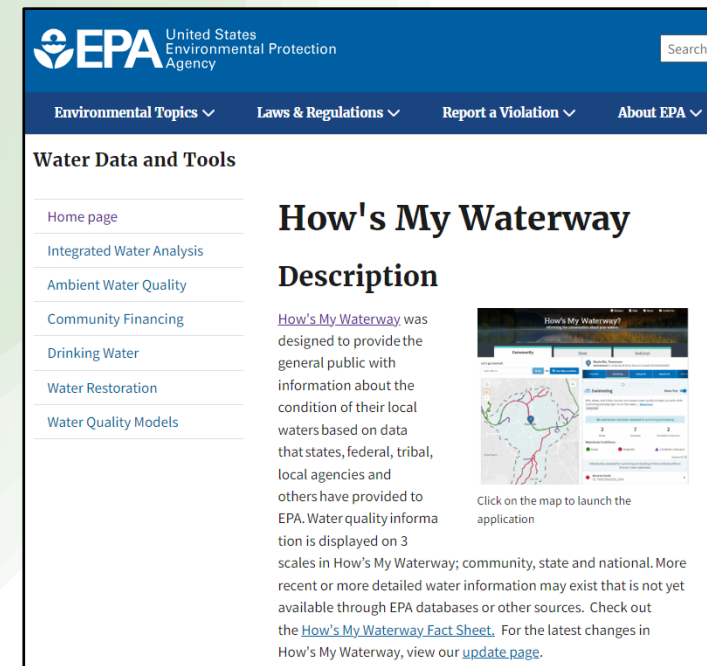 EPA
United States
Environmental Protection
Agency
Search
Environmental Topics
Laws & Regulations
Report a Violation
About EPA
Water Data and Tools
Home page
Integrated Water Analysis
Ambient Water Quality
Community Financing
Drinking Water
Water Restoration
Water Quality Models
How's My Waterway
Description
How's My Waterway was
designed to provide the
general public with
information about the
condition of their local
waters based on data
that states, federal, tribal,
local agencies and
others have provided to
EPA. Water quality informa
tion is displayed on 3
scales in How's My Waterway; community, state and national. More
recent or more detailed water information may exist that is not yet
available through EPA databases or other sources. Check out
the How's My Waterway Fact Sheet. For the latest changes in
How's My Waterway, view our update page.
How's My Waterway?
Community
State
National
Swimming
Click on the map to launch the
application